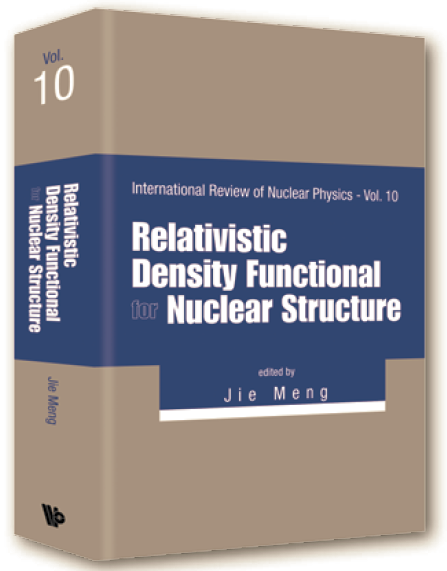 Vol.
10
Relativistic
Density Functional
for Nuclear Structure
Jie Meng
International Review of Nuclear Physics - Vol. 10
Relativistic
Density Functional
for Nuclear Structure
edited by
Jie Meng